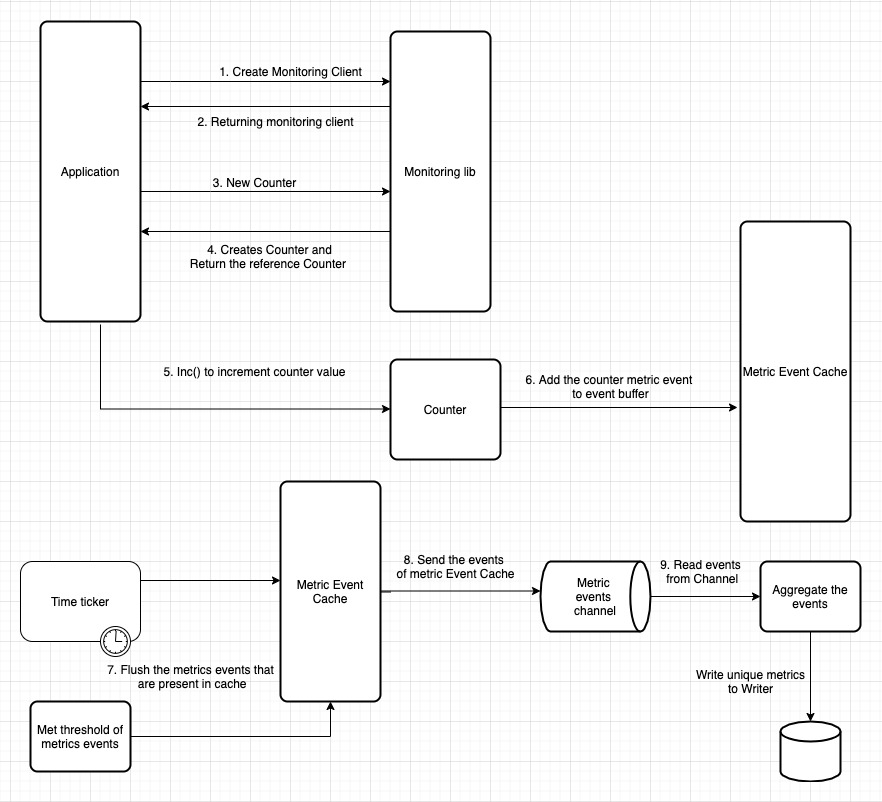 1. Create Monitoring Client
2. Returning monitoring client
Application
Monitoring lib
3. New Counter
4. Creates Counter and
Return the reference Counter
5. Inc() to increment counter value
Counter
6. Add the counter metric event
to event buffer
Metric Event Cache
Time ticker
7. Flush the metrics events that
are present in cache
Met threshold of
metrics events
Metric Event
Cache
8. Send the events
of metric Event Cache
Metric
events
channel
9. Read events
from Channel
Aggregate the
events
Write unique metrics
to Writer